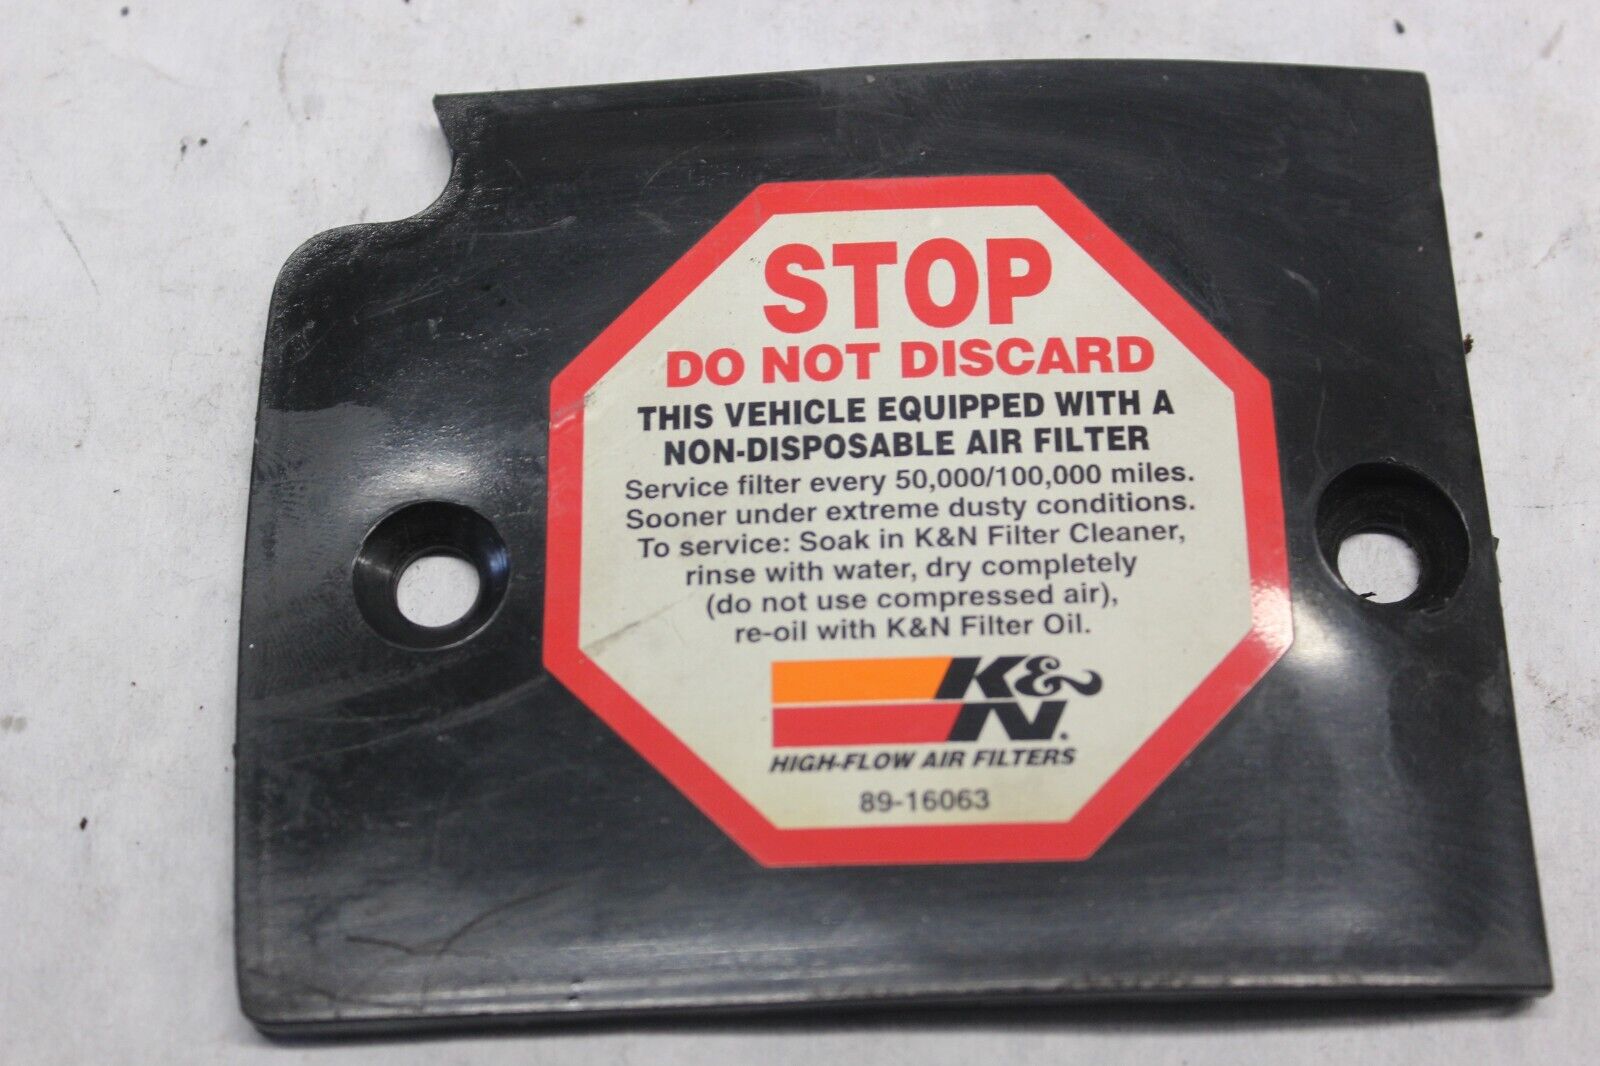 STOP
DO NOT DISCARD
THIS VEHICLE EQUIPPED WITH A
NON-DISPOSABLE AIR FILTER
Service filter every 50,000/100,000 miles.
Sooner under extreme dusty conditions.
To service: Soak in K&N Filter Cleaner,
rinse with water, dry completely
(do not use compressed air),
re-oil with K&N Filter Oil.
K&
N.
HIGH-FLOW AIR FILTERS
89-16063